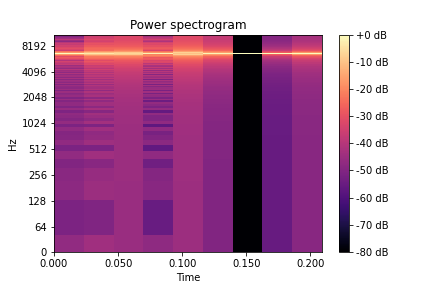 Power spectrogram
Hz
8192
4096
2048
1024
512
256
128
64
0
0.000 0.050 0.100 0.150 0.200
Time
+0 dB
-10 dB
-20 dB
-30 dB
-40 dB
-50 dB
-60 dB
-70 dB
-80 dB